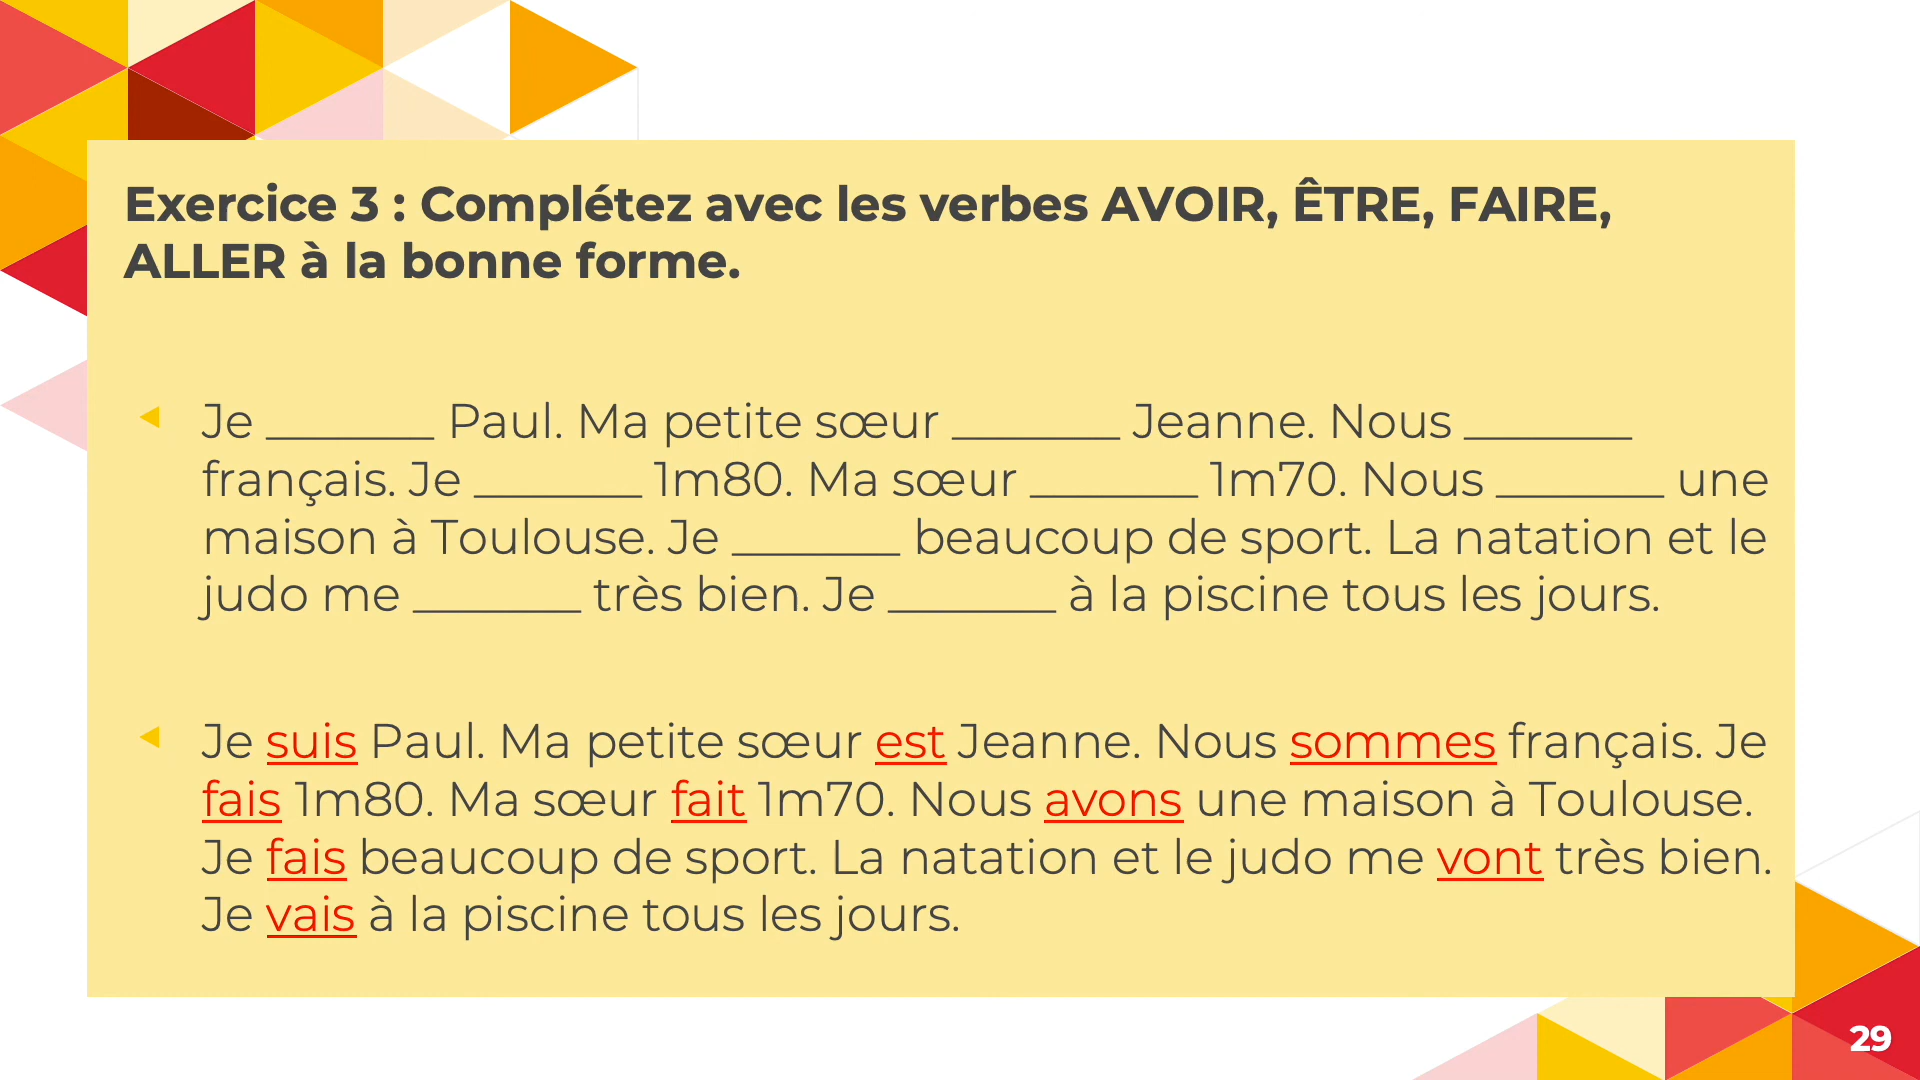 Exercice 3 : Complétez avec les verbes AVOIR, ÊTRE, FAIRE,
ALLER à la bonne forme.
Je _______ Paul. Ma petite sœur _______ Jeanne. Nous _______
français. Je _______ 1m80. Ma sœur _______ 1m70. Nous _______ une
maison à Toulouse. Je _______ beaucoup de sport. La natation et le
judo me _______ très bien. Je _______ à la piscine tous les jours.
Je suis Paul. Ma petite sœur est Jeanne. Nous sommes français. Je
fais 1m80. Ma sœur fait 1m70. Nous avons une maison à Toulouse.
Je fais beaucoup de sport. La natation et le judo me vont très bien.
Je vais à la piscine tous les jours.
29